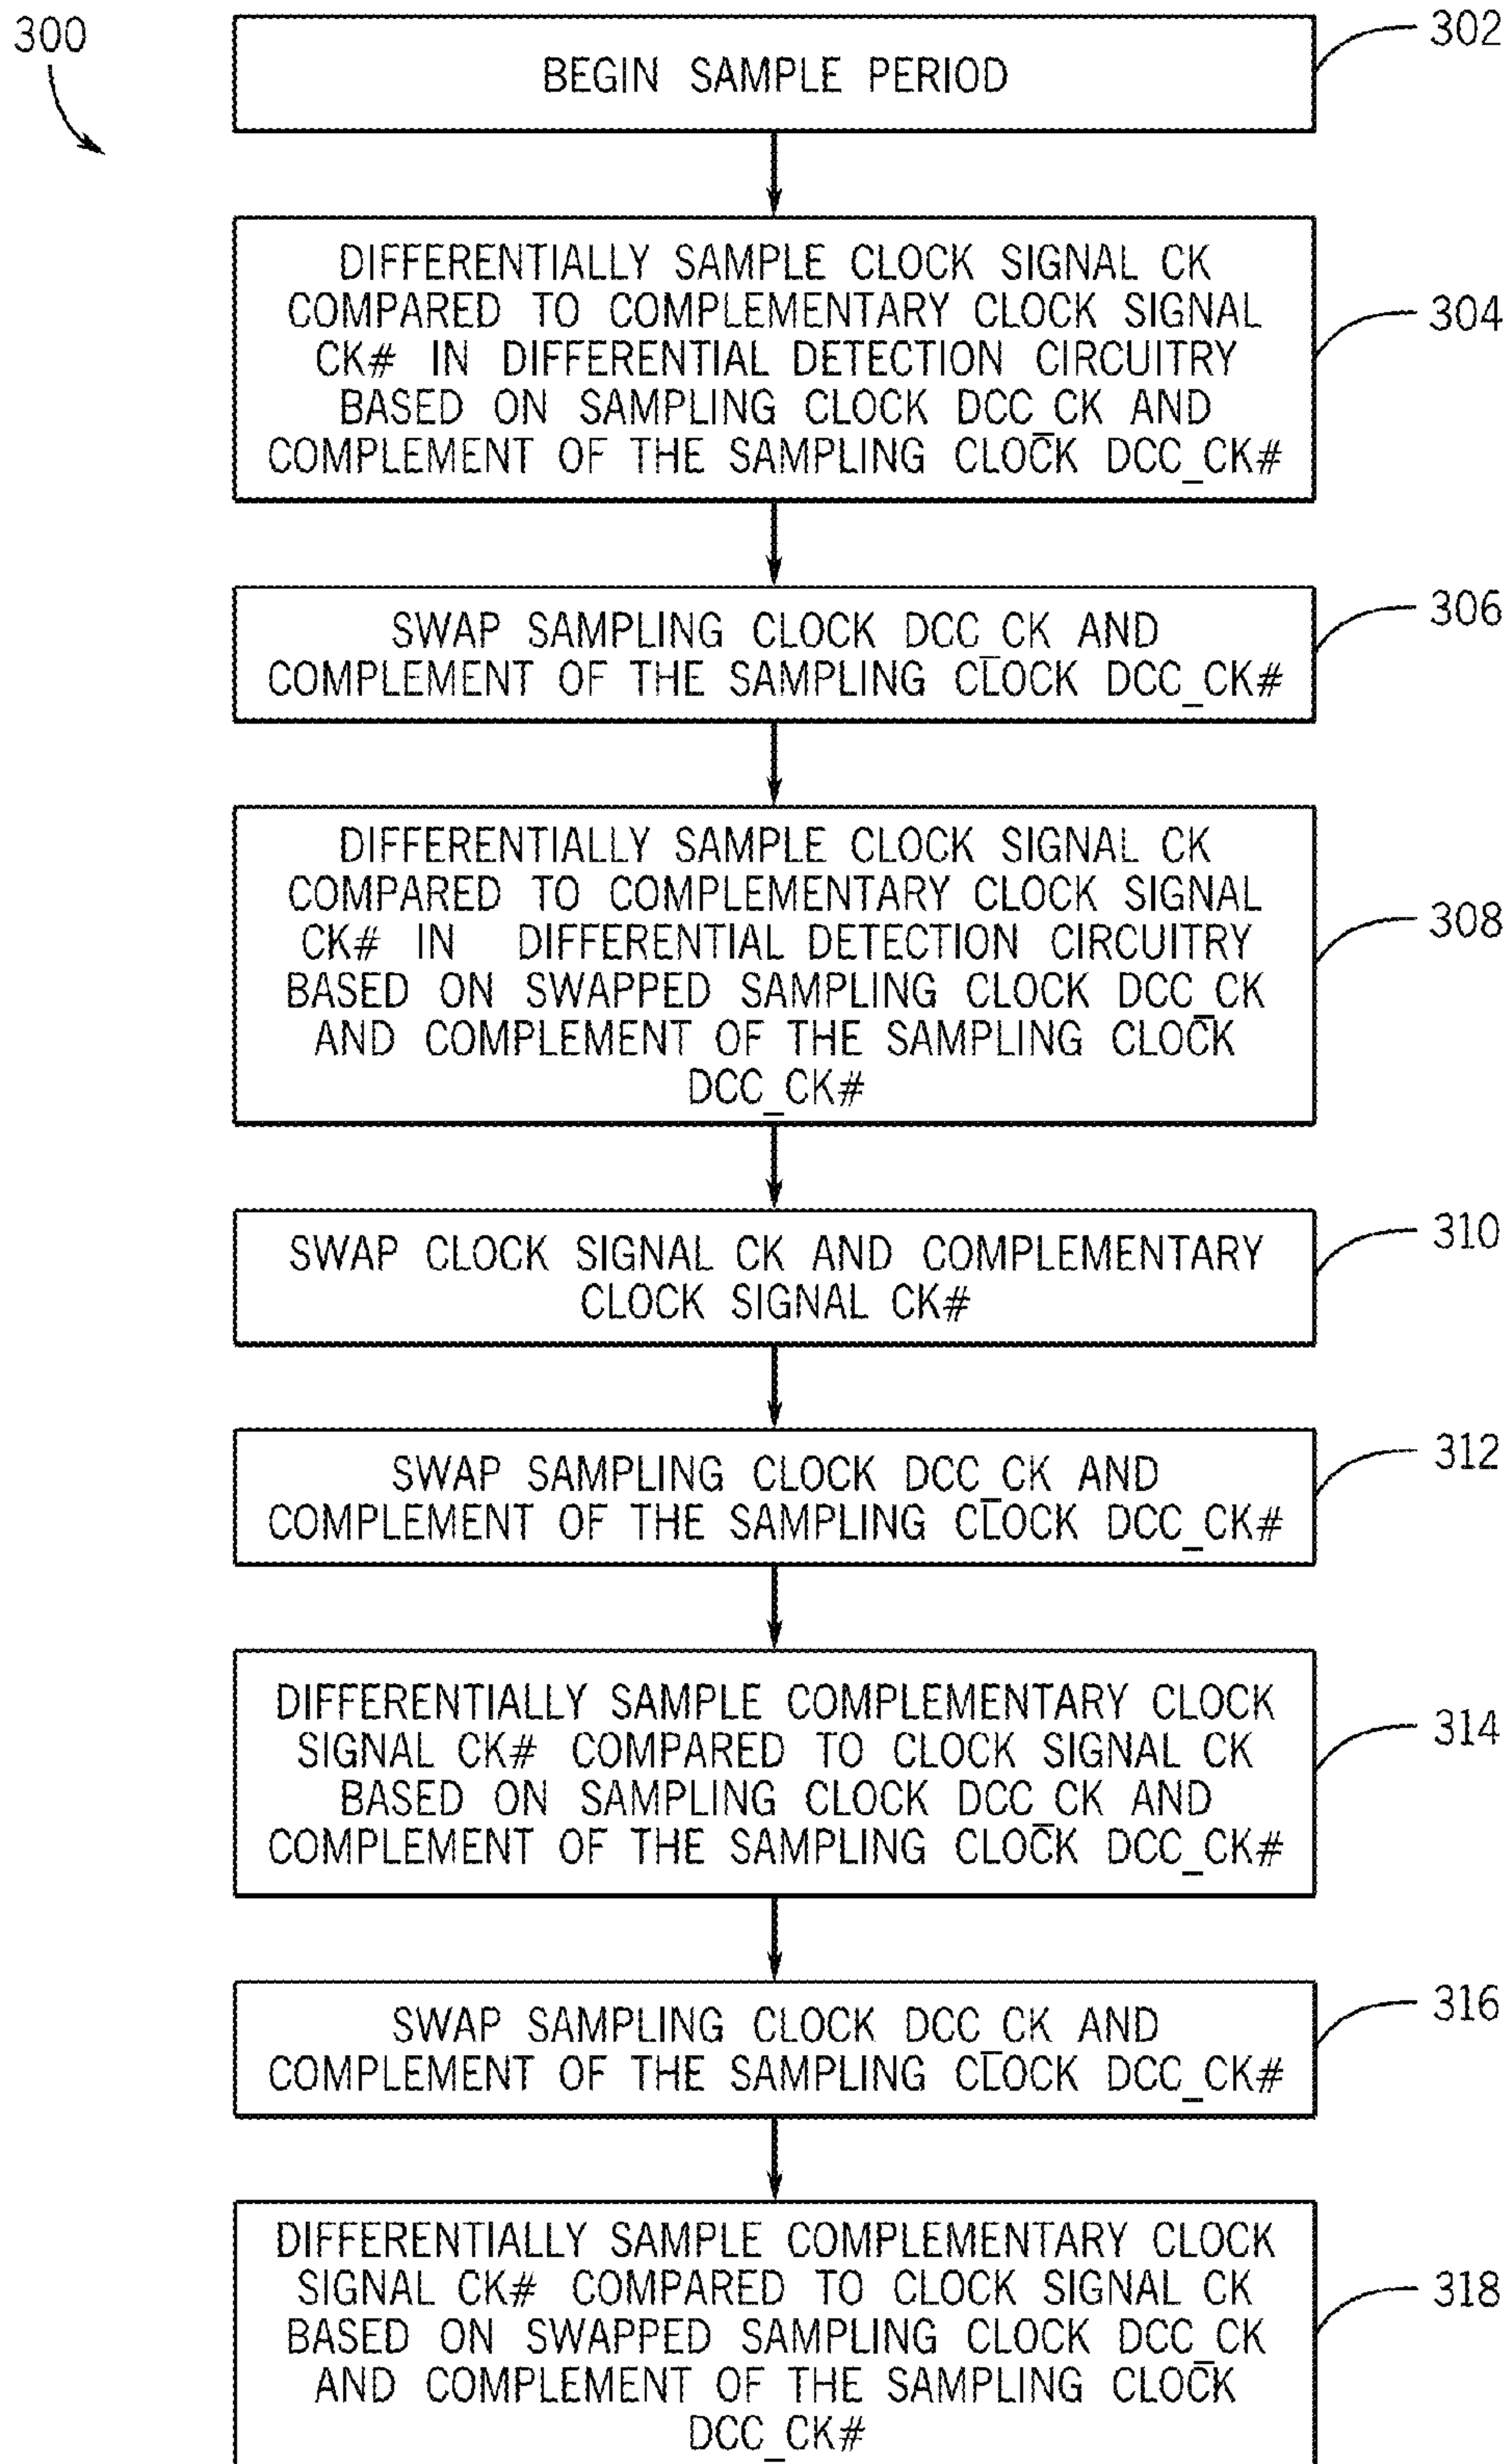 300
302
BEGIN SAMPLE PERIOD
304
DIFFERENTIALLY SAMPLE CLOCK SIGNAL CK
COMPARED TO COMPLEMENTARY CLOCK SIGNAL
CK# IN DIFFERENTIAL DETECTION CIRCUITRY
BASED ON SAMPLING CLOCK DCC_CK AND
COMPLEMENT OF THE SAMPLING CLOCK DCC_CK#
306
SWAP SAMPLING CLOCK DCC_CK AND
COMPLEMENT OF THE SAMPLING CLOCK DCC_CK#
308
DIFFERENTIALLY SAMPLE CLOCK SIGNAL CK
COMPARED TO COMPLEMENTARY CLOCK SIGNAL
CK# IN DIFFERENTIAL DETECTION CIRCUITRY
BASED ON SWAPPED SAMPLING CLOCK DCC_CK
AND COMPLEMENT OF THE SAMPLING CLOCK
DCC_CK#
310
SWAP CLOCK SIGNAL CK AND COMPLEMENTARY
CLOCK SIGNAL CK#
312
SWAP SAMPLING CLOCK DCC_CK AND
COMPLEMENT OF THE SAMPLING CLOCK DCC_CK#
314
DIFFERENTIALLY SAMPLE COMPLEMENTARY CLOCK
SIGNAL CK# COMPARED TO CLOCK SIGNAL CK
BASED ON SAMPLING CLOCK DCC_CK AND
COMPLEMENT OF THE SAMPLING CLOCK DCC_CK#
316
SWAP SAMPLING CLOCK DCC_CK AND
COMPLEMENT OF THE SAMPLING CLOCK DCC_CK#
318
DIFFERENTIALLY SAMPLE COMPLEMENTARY CLOCK
SIGNAL CK# COMPARED TO CLOCK SIGNAL CK
BASED ON SWAPPED SAMPLING CLOCK DCC_CK
AND COMPLEMENT OF THE SAMPLING CLOCK
DCC_CK#